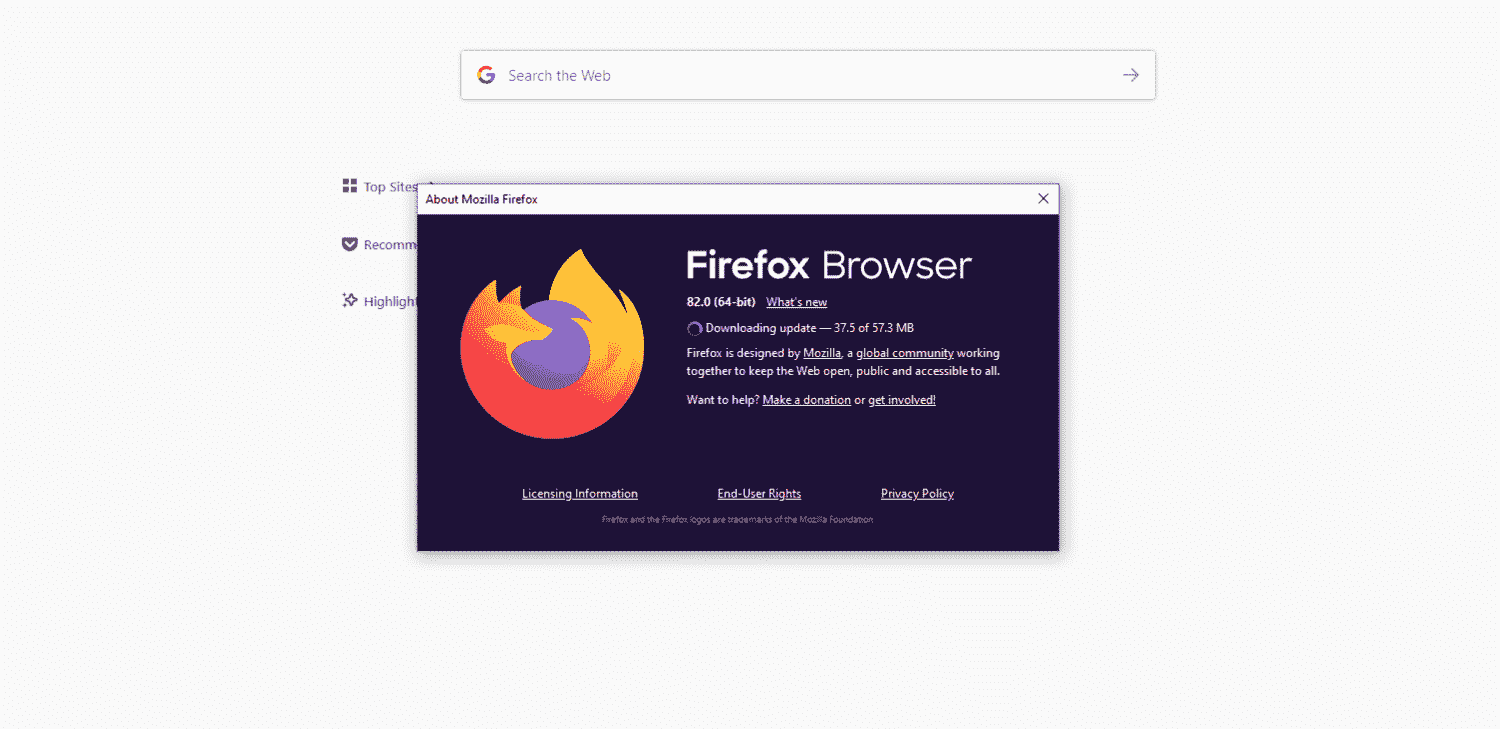 Search the Web
Top Sites
Recomm
Highlight
About Mozilla Firefox
Firefox Browser
82.0 (64-bit) What's new
Downloading update — 37.5 of 57.3 MB
Firefox is designed by Mozilla, a global community working
together to keep the Web open, public and accessible to all.
Want to help? Make a donation or get involved!
Licensing Information End-User Rights Privacy Policy
Firefox and the Firefox logos are trademarks of the Mozilla Foundation.